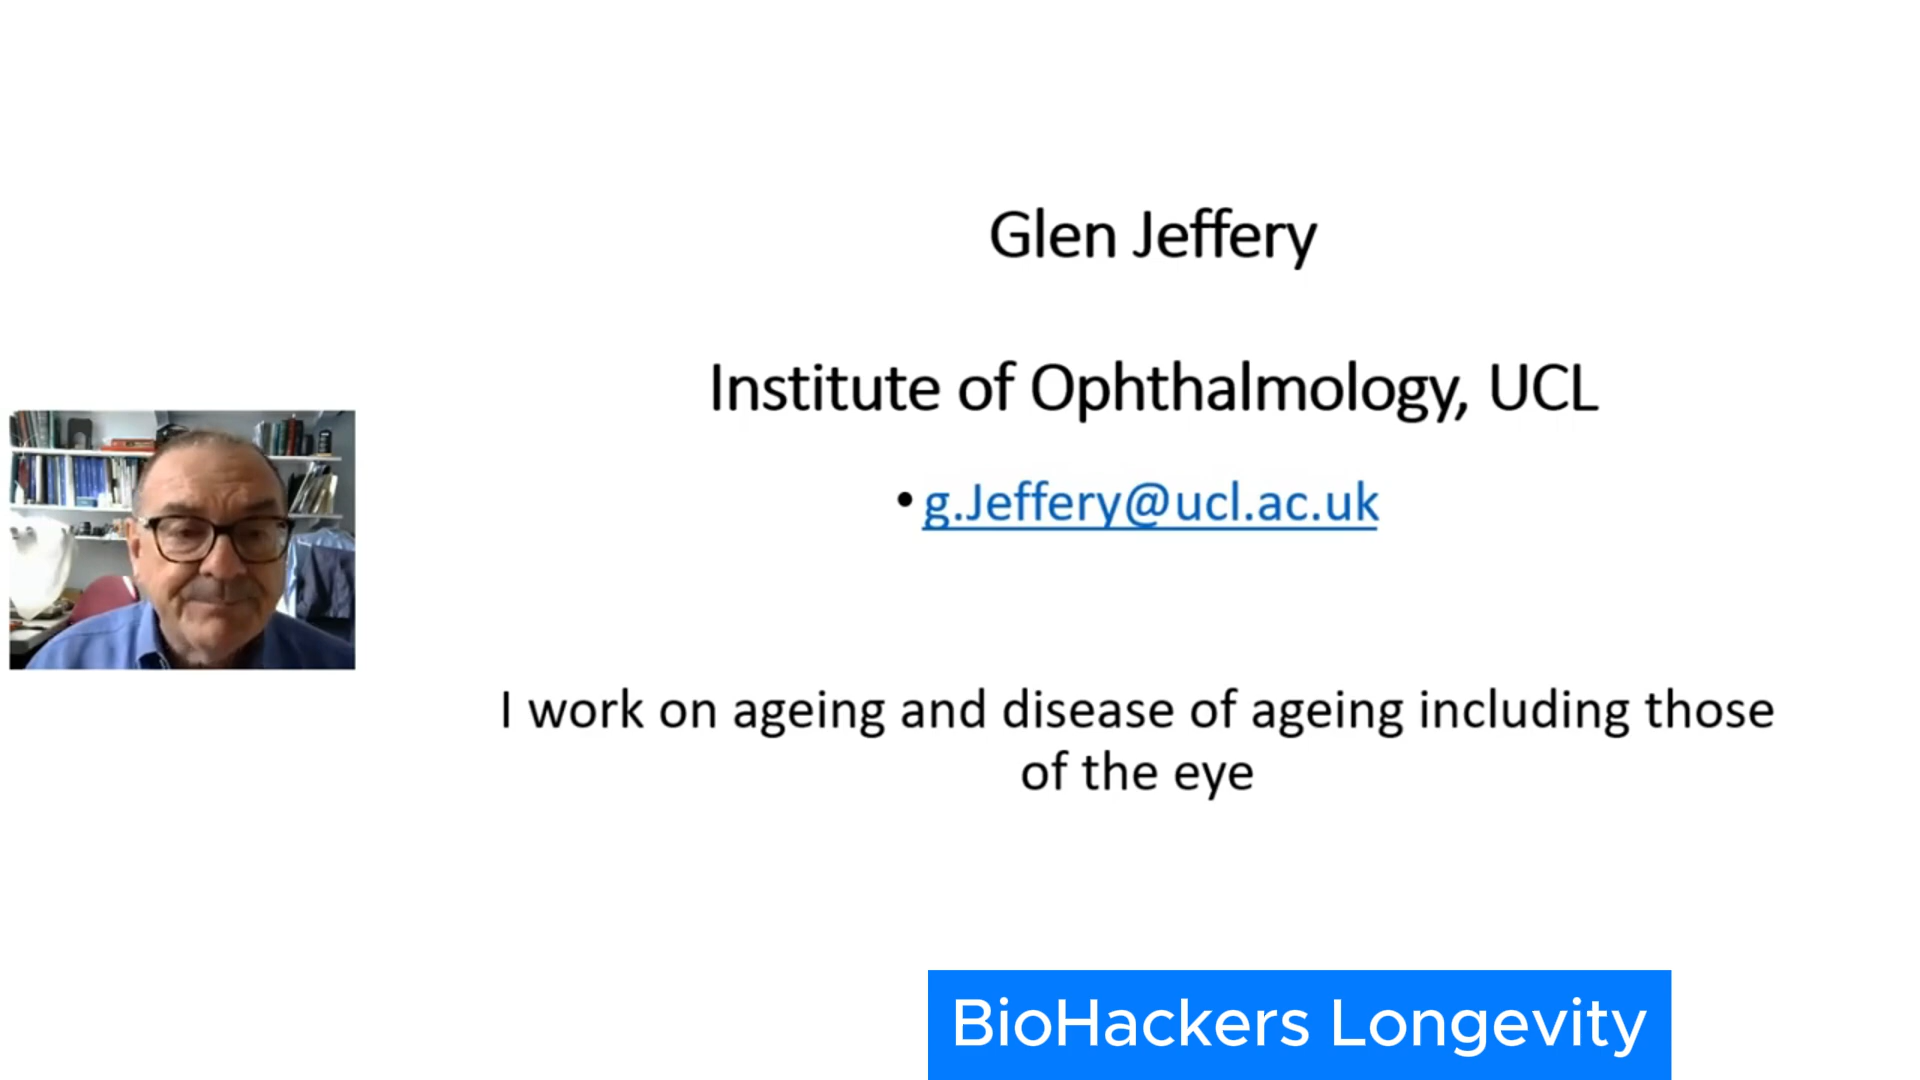 Glen Jeffery
Institute of Ophthalmology, UCL
• g.Jeffery@ucl.ac.uk
I work on ageing and disease of ageing including those
of the eye
BioHackers Longevity